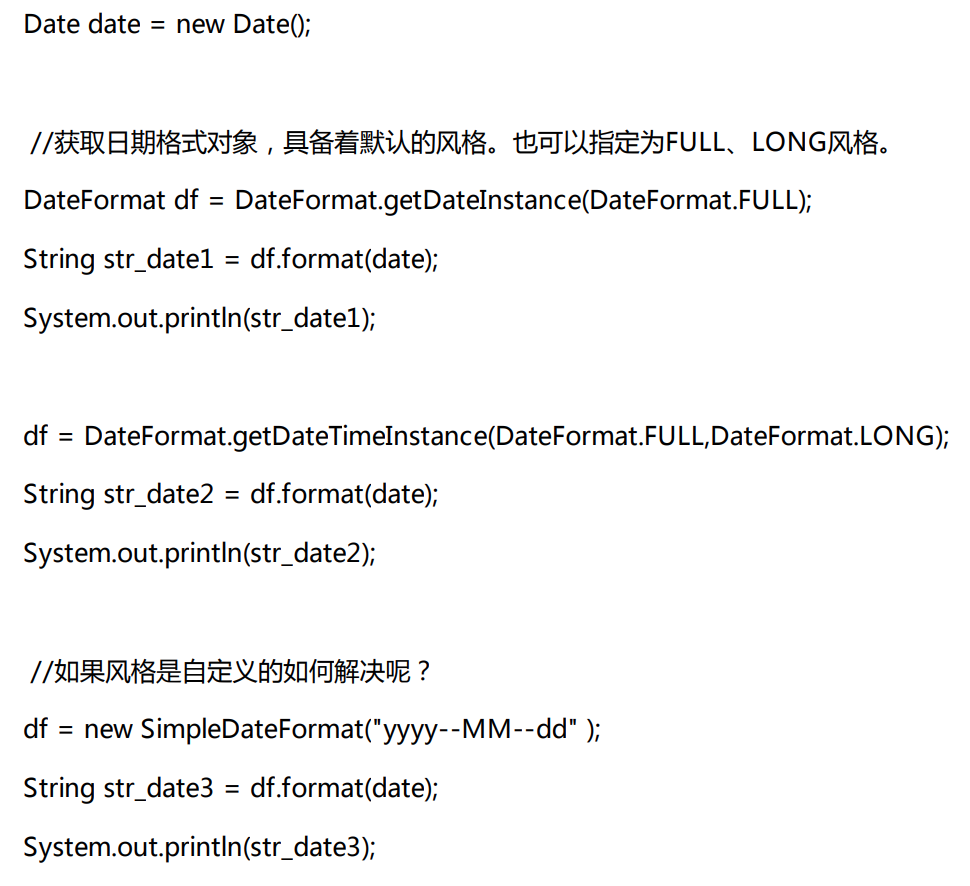 Date date = new Date();
//获取日期格式对象，具备着默认的风格。也可以指定为FULL、LONG风格。
DateFormat df = DateFormat.getDateInstance(DateFormat.FULL);
String str_date1 = df.format(date);
System.out.println(str_date1);
df = DateFormat.getDateTimeInstance(DateFormat.FULL,DateFormat.LONG);
String str_date2 = df.format(date);
System.out.println(str_date2);
//如果风格是自定义的如何解决呢？
df = new SimpleDateFormat("yyyy--MM--dd" );
String str_date3 = df.format(date);
System.out.println(str_date3);